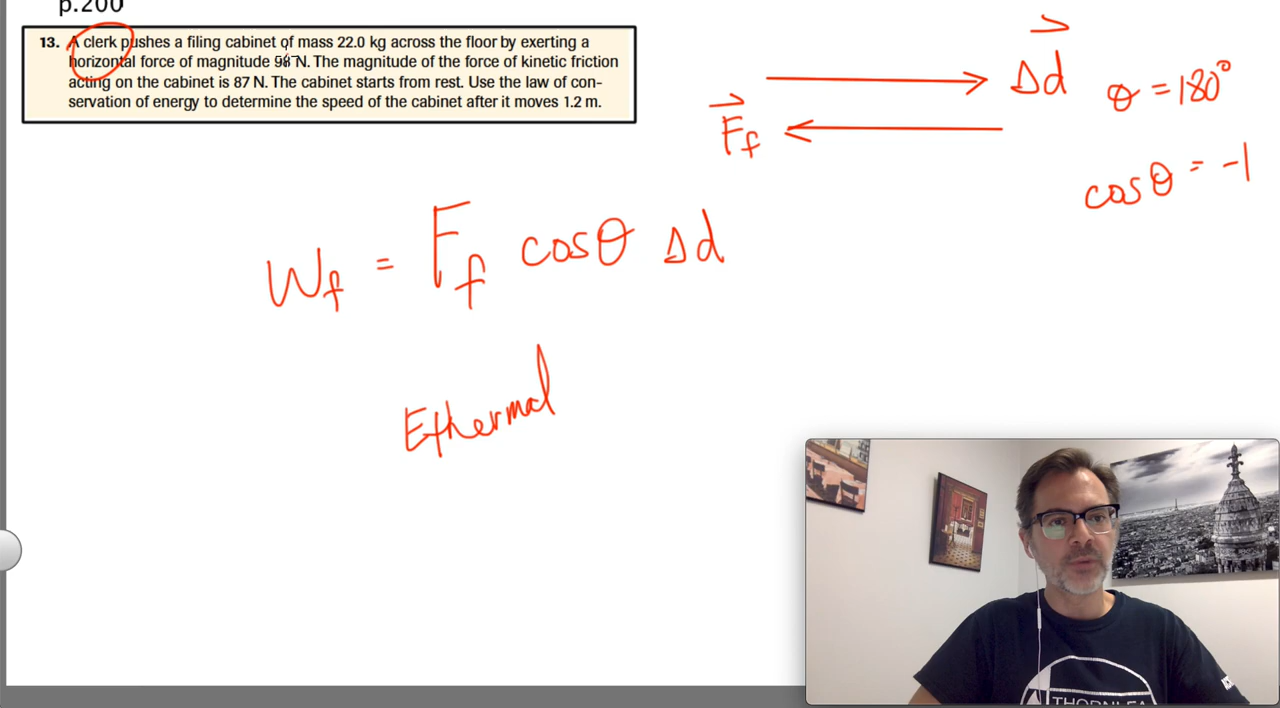 p.200
13. A clerk pushes a filing cabinet of mass 22.0 kg across the floor by exerting a
horizontal force of magnitude 98 N. The magnitude of the force of kinetic friction
acting on the cabinet is 87 N. The cabinet starts from rest. Use the law of con-
servation of energy to determine the speed of the cabinet after it moves 1.2 m.
Δd
θ = 180°
Ff
cosθ = -1
Wf = Ff cosθ Δd
Ethermal